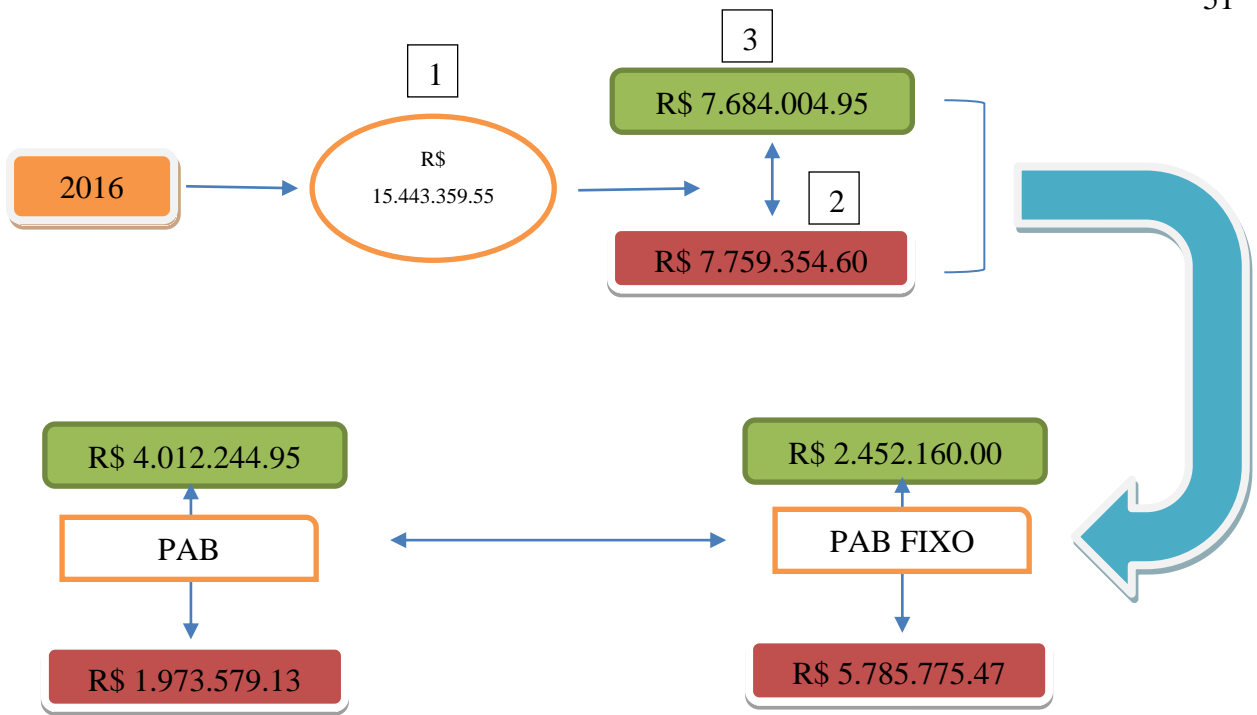 3
1
R$ 7.684.004.95
R$
15.443.359.55
2016
2
R$ 7.759.354.60
R$ 4.012.244.95
R$ 2.452.160.00
PAB
PAB FIXO
R$ 1.973.579.13
R$ 5.785.775.47